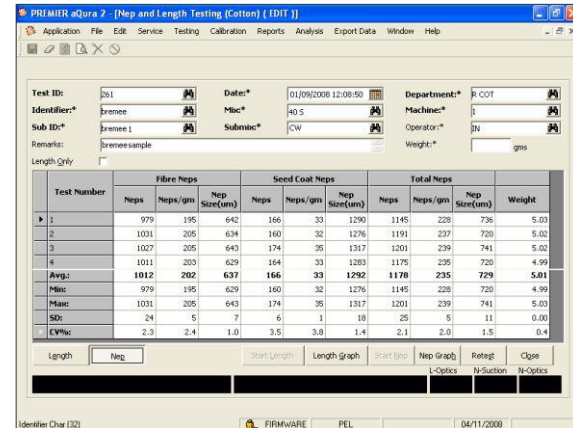 PREMIER aQura 2 - [Nep and Length Testing (Cotton) ( EDIT )]
Application File Edit Service Testing Calibration Reports Analysis Export Data Window Help
Test ID: 261 Date:* 01/09/2008 12:08:50 Department:* R COT
Identifier:* bremee Mix:* 40 S Machine:* 1
Sub ID:* bremee 1 Submix:* CW Operator:* IN
Remarks: bremeesample Weight:* gms
Length Only
Test Number Fibre Neps Seed Coat Neps Total Neps Weight
Neps Neps/gm Nep Size(um) Neps Neps/gm Nep Size(um) Neps Neps/gm Nep Size(um)
1 979 195 642 166 33 1290 1145 228 736 5.03
2 1031 205 634 160 32 1276 1191 237 720 5.02
3 1027 205 643 174 35 1317 1201 239 741 5.02
4 1011 203 629 164 33 1283 1175 235 720 4.99
Avg.: 1012 202 637 166 33 1292 1178 235 729 5.01
Min: 979 195 629 160 32 1276 1145 228 720 4.99
Max: 1031 205 643 174 35 1317 1201 239 741 5.03
SD: 24 5 7 6 1 18 25 5 11 0.00
CV%: 2.3 2.4 1.0 3.5 3.8 1.4 2.1 2.0 1.5 0.4
Length Nep Start Length Length Graph Start Nep Nep Graph Retest Close
L-Optics N-Suction N-Optics
Identifier Char (32) FIRMWARE PEL 04/11/2008